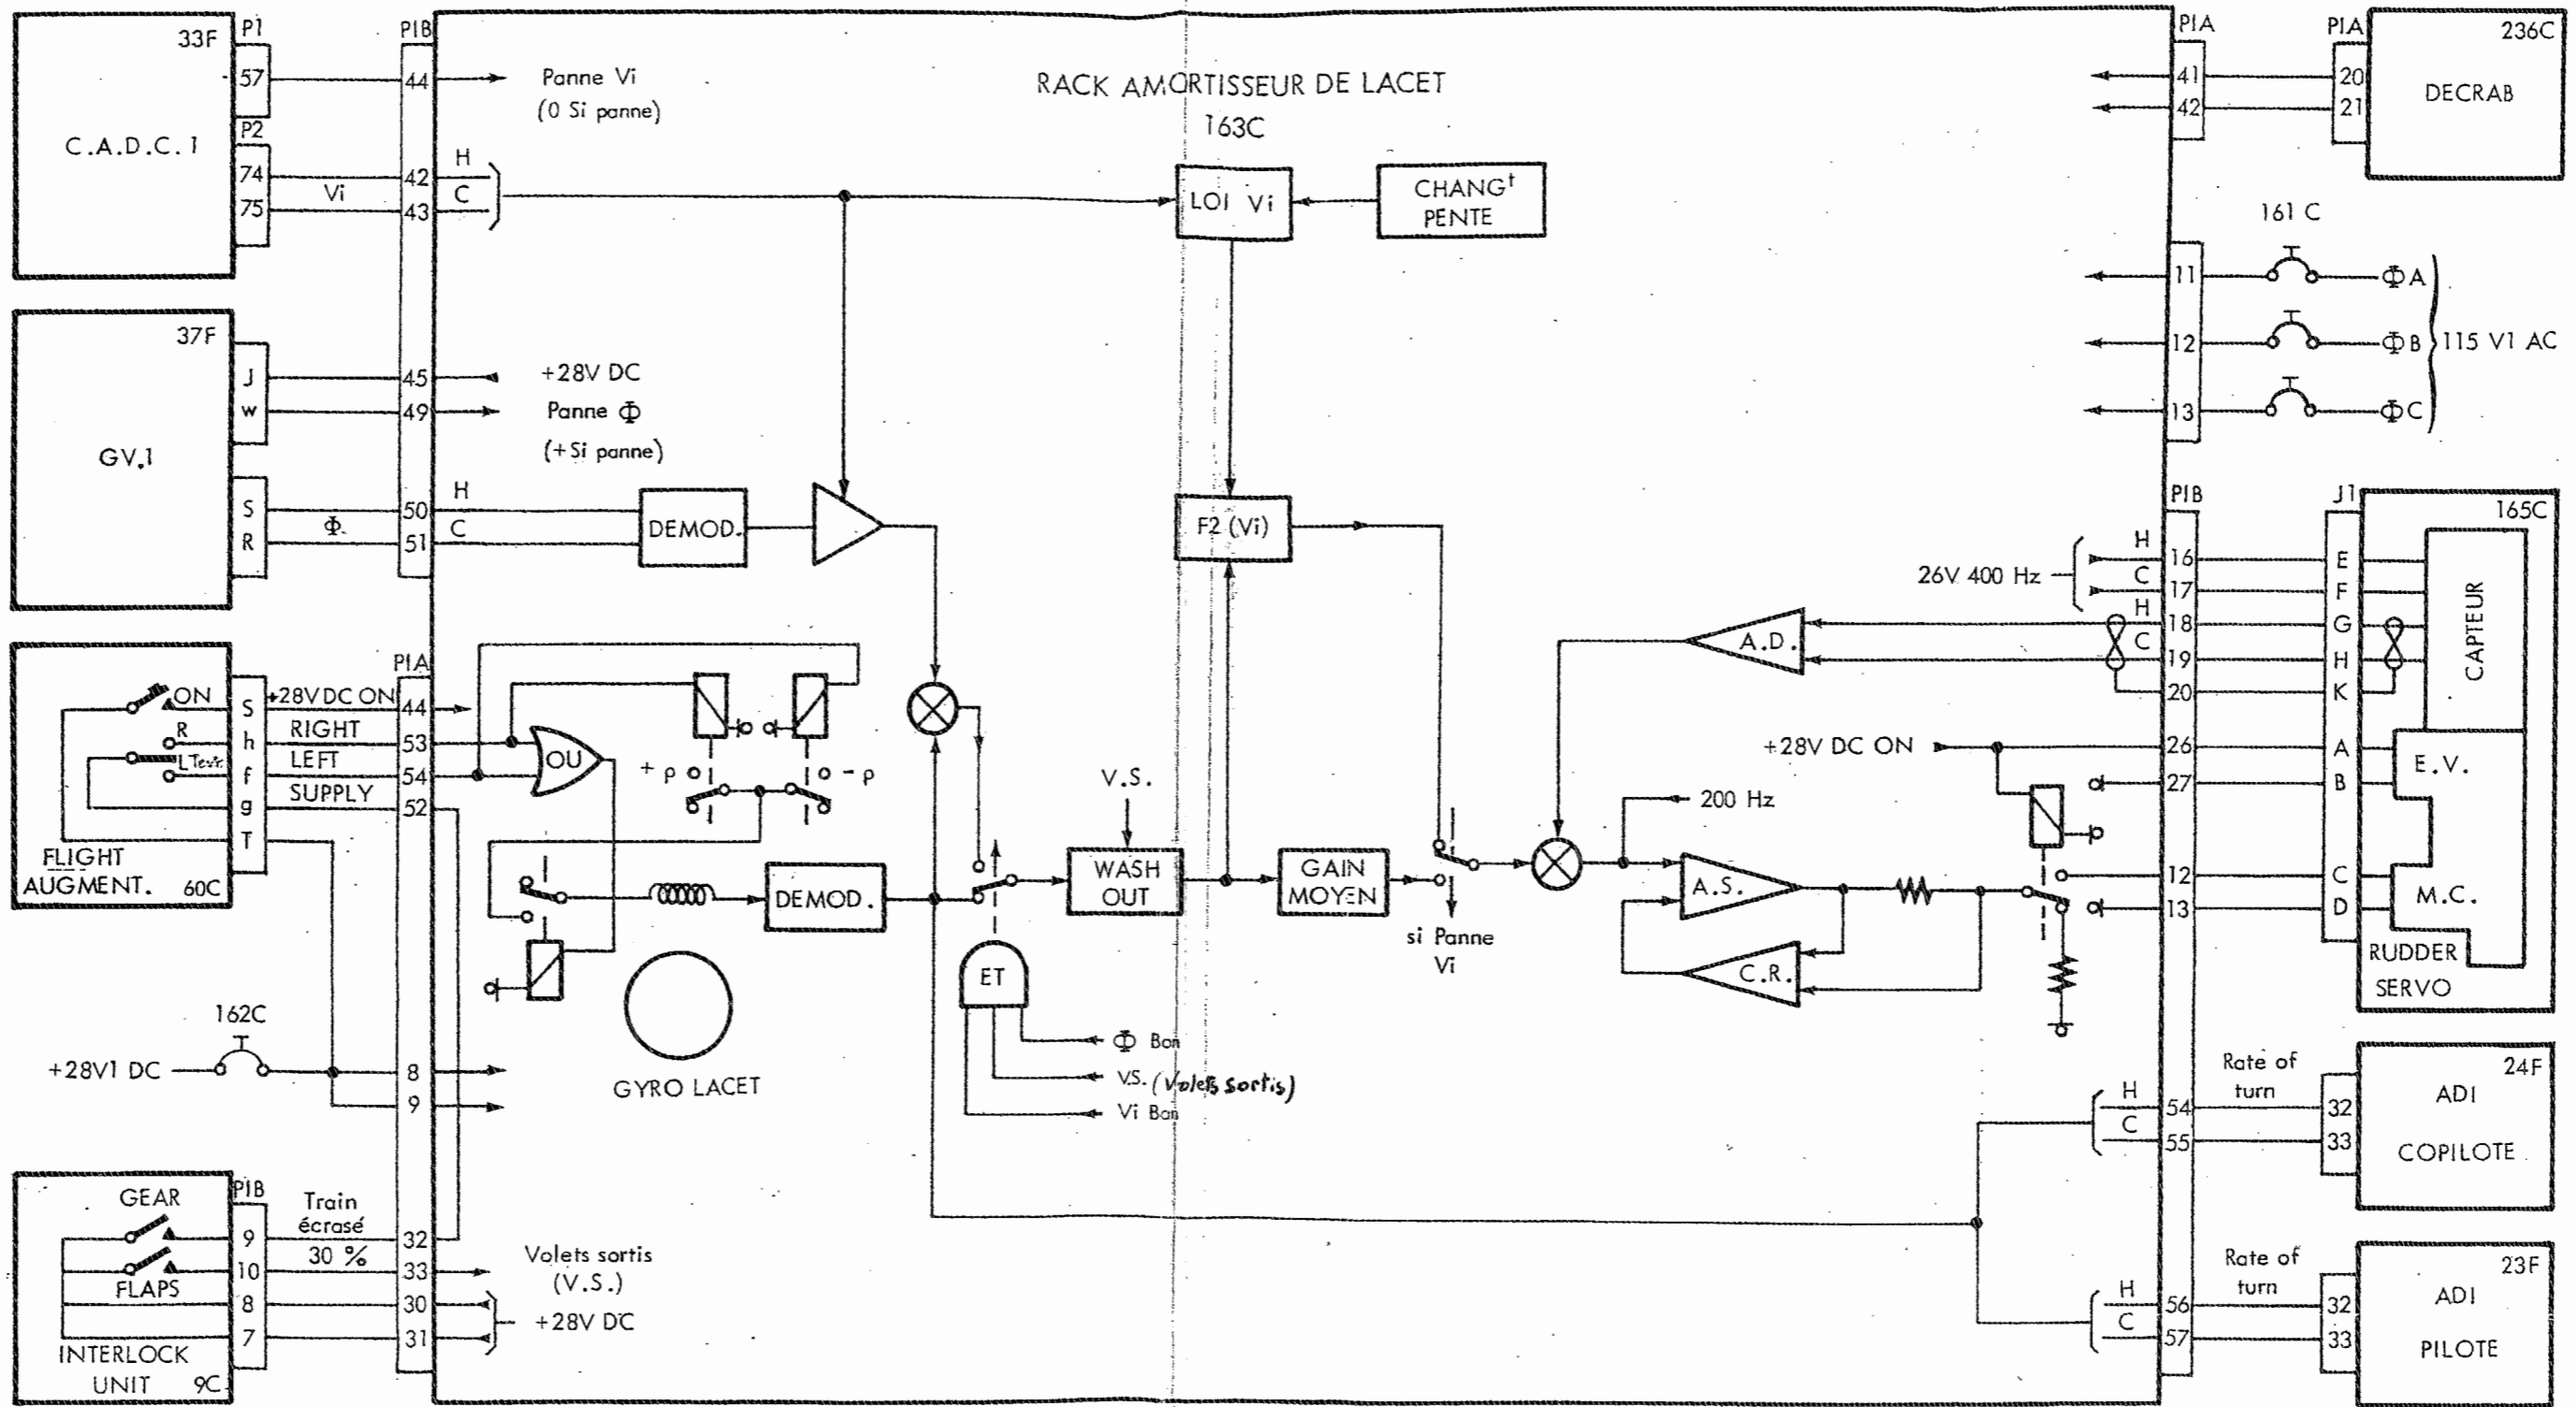 RACK AMORTISSEUR DE LACET
163C
33F
P1
57
C.A.D.C.1
P2
74
75
Vi
PIB
44
Panne Vi
(0 Si panne)
42
43
H
C
LOI Vi
CHANGt
PENTE
37F
GV.1
J
w
S
R
Φ
45
49
50
51
+28V DC
Panne Φ
(+Si panne)
H
C
DEMOD.
F2 (Vi)
ON
R
L
FLIGHT
AUGMENT.
60C
S
h
f
g
T
+28V DC ON
RIGHT
LEFT
SUPPLY
PIA
44
53
54
52
OU
+ ρ
- ρ
DEMOD.
GYRO LACET
162C
+28V1 DC
8
9
V.S.
WASH
OUT
GAIN
MOYEN
si Panne
Vi
ET
Φ Bon
V.S. (Volets sortis)
Vi Bon
GEAR
FLAPS
INTERLOCK
UNIT
9C
PIB
9
10
8
7
Train
écrasé
30 %
32
33
30
31
Volets sortis
(V.S.)
+28V DC
PIA
41
42
PIA
20
21
236C
DECRAB
161 C
11
12
13
ΦA
ΦB
ΦC
115 V1 AC
PIB
J1
165C
26V 400 Hz
H
C
H
C
16
17
18
19
20
E
F
G
H
K
CAPTEUR
A.D.
+28V DC ON
26
27
A
B
E.V.
200 Hz
A.S.
C.R.
12
13
C
D
M.C.
RUDDER
SERVO
H
C
54
55
Rate of
turn
32
33
24F
ADI
COPILOTE
H
C
56
57
Rate of
turn
32
33
23F
ADI
PILOTE